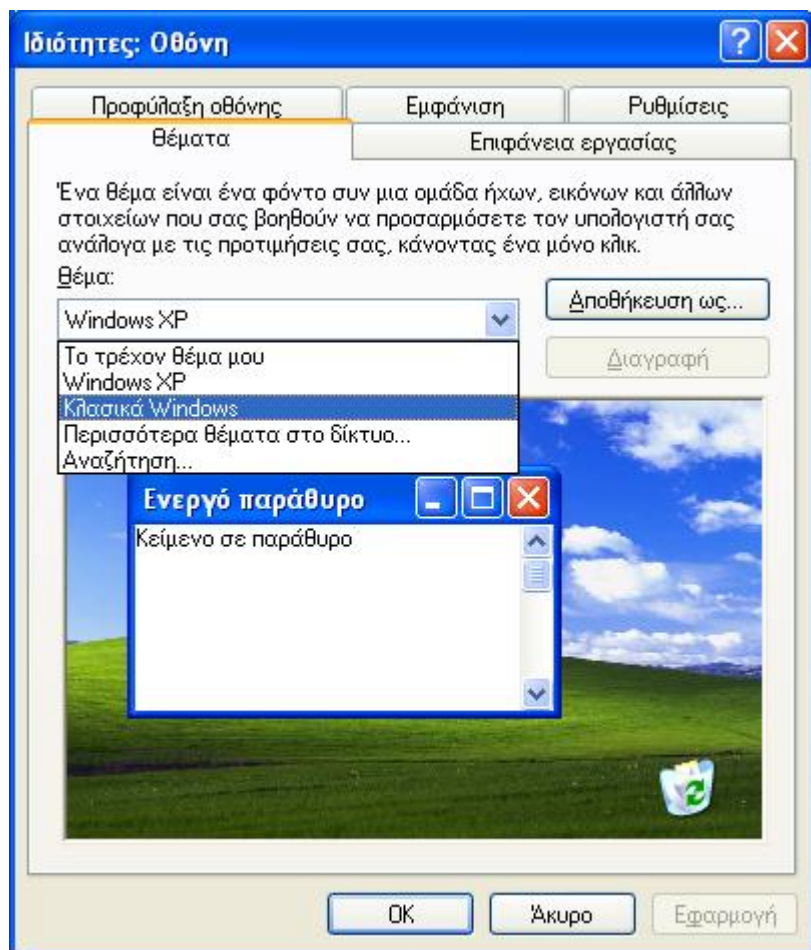 Ιδιότητες: Οθόνη
Προφύλαξη οθόνης Εμφάνιση Ρυθμίσεις
Θέματα Επιφάνεια εργασίας
Ένα θέμα είναι ένα φόντο συν μια ομάδα ήχων, εικόνων και άλλων
στοιχείων που σας βοηθούν να προσαρμόσετε τον υπολογιστή σας
ανάλογα με τις προτιμήσεις σας, κάνοντας ένα μόνο κλικ.
Θέμα:
Windows XP
Αποθήκευση ως...
Το τρέχον θέμα μου
Windows XP
Κλασικά Windows
Περισσότερα θέματα στο δίκτυο...
Αναζήτηση...
Διαγραφή
Ενεργό παράθυρο
Κείμενο σε παράθυρο
OK Άκυρο Εφαρμογή